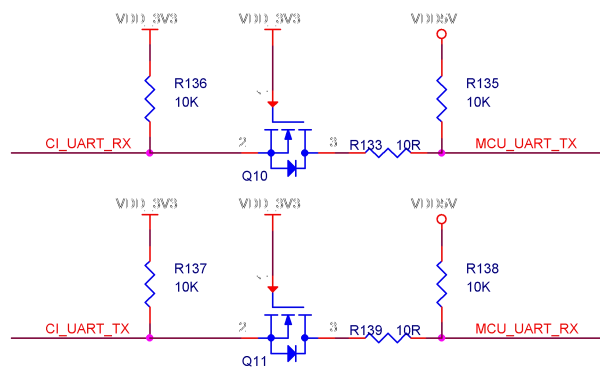 VDD_3V3 VDD_3V3 VDD5V
R136 R135
10K 10K
CI_UART_RX 2 3 R133 10R MCU_UART_TX
Q10
VDD_3V3 VDD_3V3 VDD5V
R137 R138
10K 10K
CI_UART_TX 2 3 R139 10R MCU_UART_RX
Q11